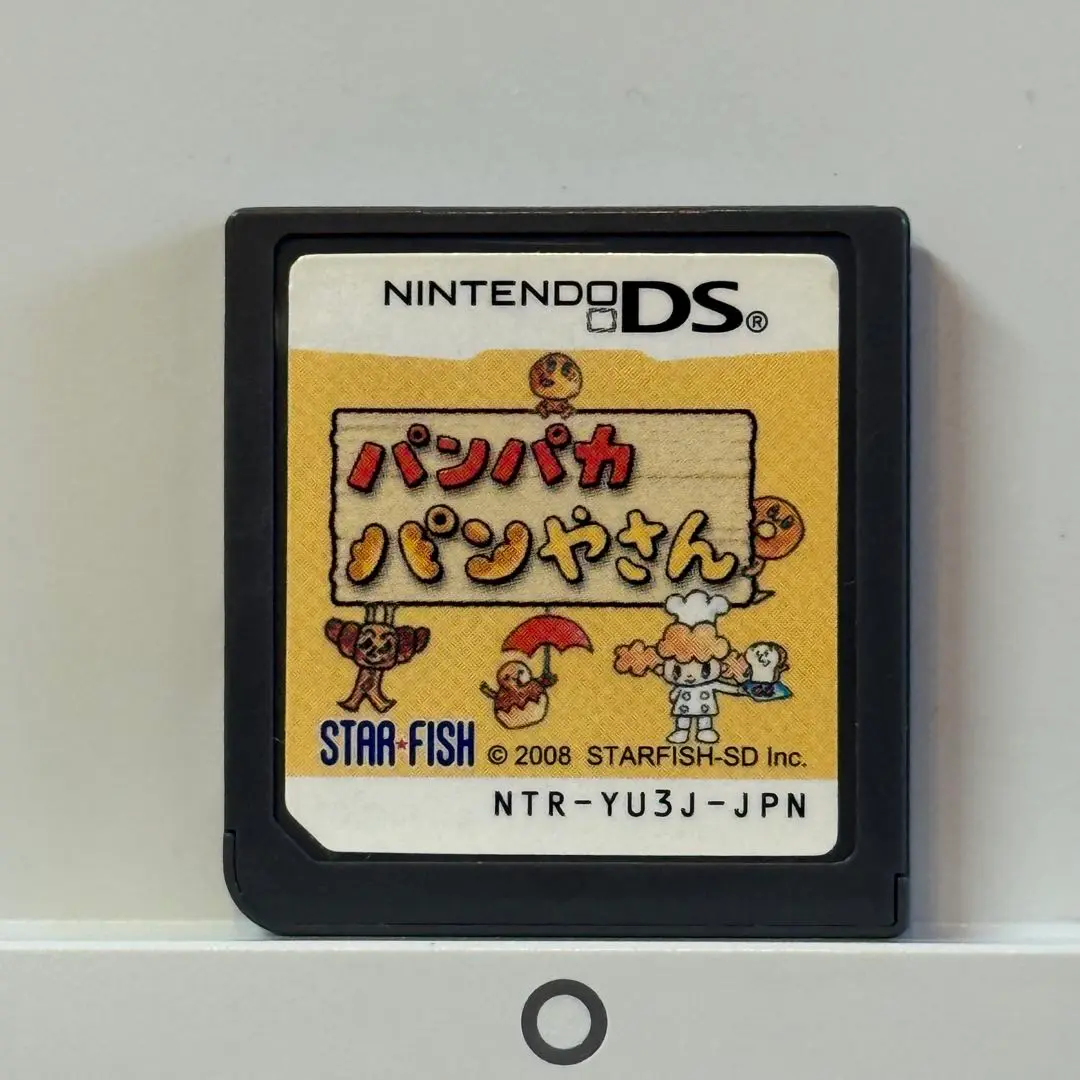 NINTENDO DS®
パンパカ
パンやさん
STAR★FISH © 2008 STARFISH-SD Inc.
NTR-YU3J-JPN